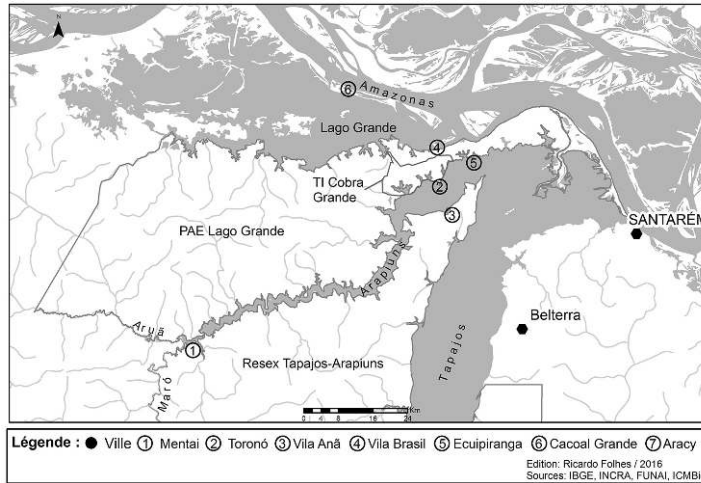 N
6
Amazonas
Lago Grande
4
5
TI Cobra
Grande
2
3
PAE Lago Grande
SANTARÉM
Arapiuns
Belterra
Aruã
Tapajos
1
Resex Tapajos-Arapiuns
Maró
0 4 8 16 24 Km
Légende : Ville 1 Mentai 2 Toronó 3 Vila Anã 4 Vila Brasil 5 Ecuipiranga 6 Cacoal Grande 7 Aracy
Edition: Ricardo Folhes / 2016
Sources: IBGE, INCRA, FUNAI, ICMBi